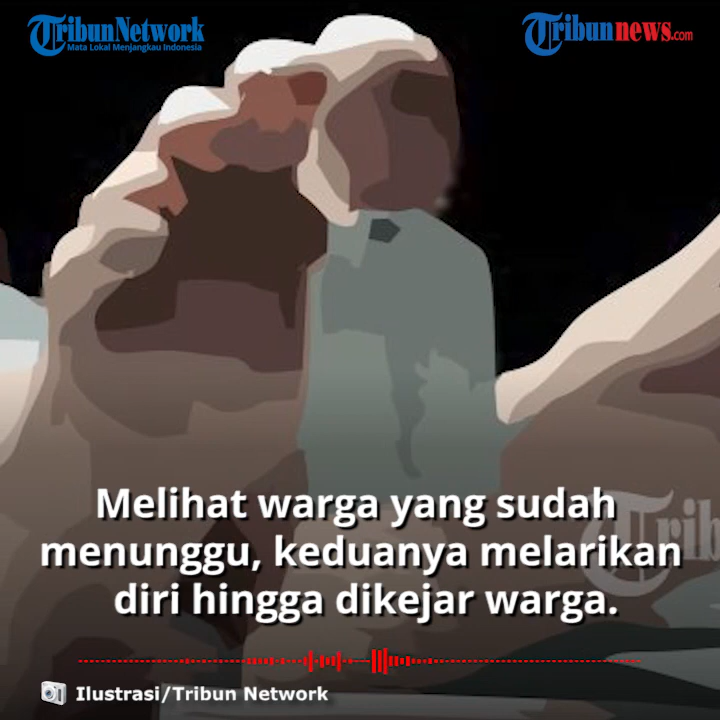 TribunNetwork
Mata Lokal Menjangkau Indonesia
Tribunnews.com
Melihat warga yang sudah
menunggu, keduanya melarikan
diri hingga dikejar warga.
Trib
Ilustrasi/Tribun Network